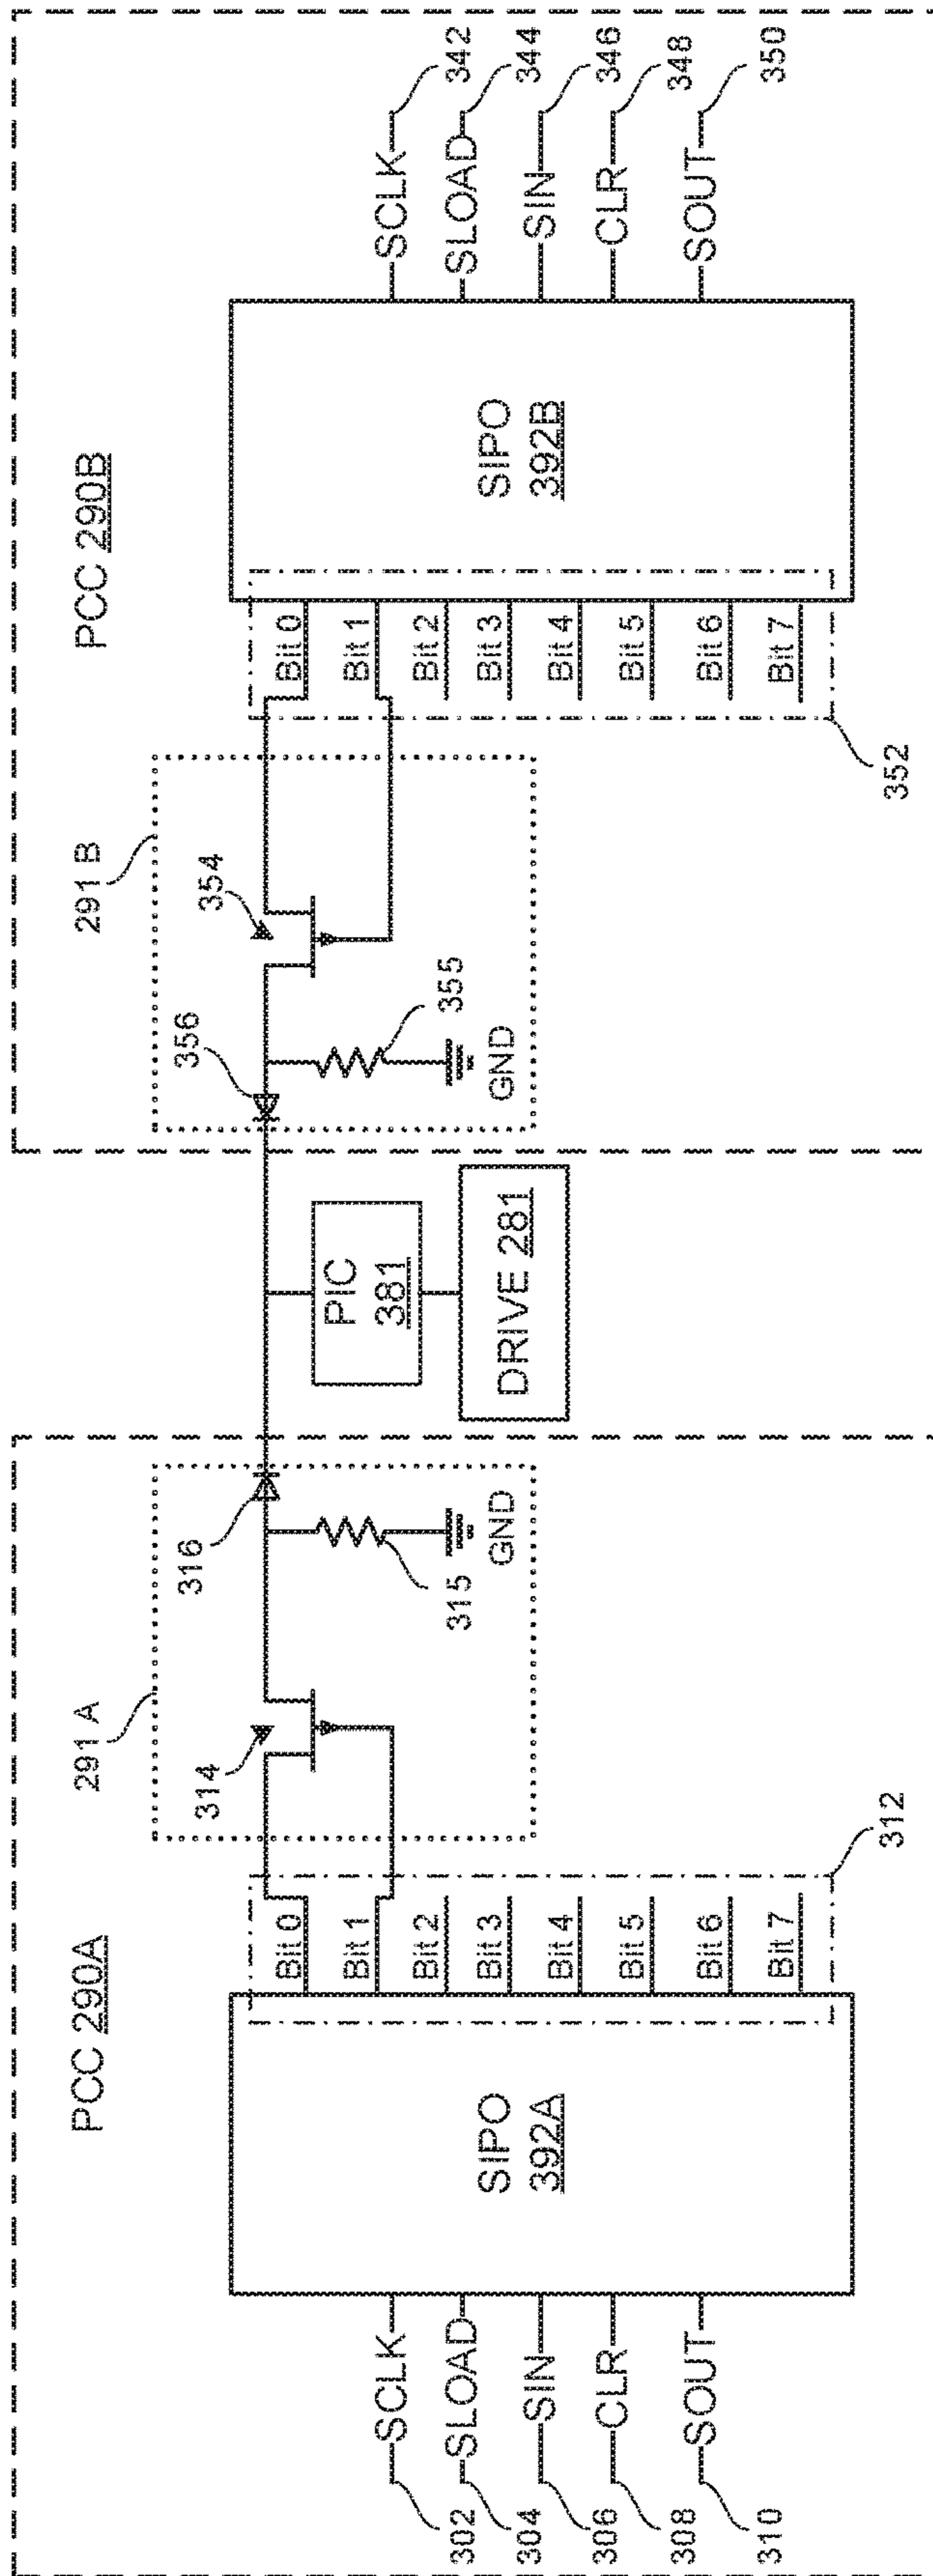 PCC 290A
SCLK
SLOAD
SIN
CLR
SOUT
302
304
306
308
310
SIPO
392A
Bit 0
Bit 1
Bit 2
Bit 3
Bit 4
Bit 5
Bit 6
Bit 7
312
291 A
314
316
315
GND
PIC
381
DRIVE 281
PCC 290B
291 B
356
354
355
GND
Bit 0
Bit 1
Bit 2
Bit 3
Bit 4
Bit 5
Bit 6
Bit 7
352
SIPO
392B
SCLK
SLOAD
SIN
CLR
SOUT
342
344
346
348
350